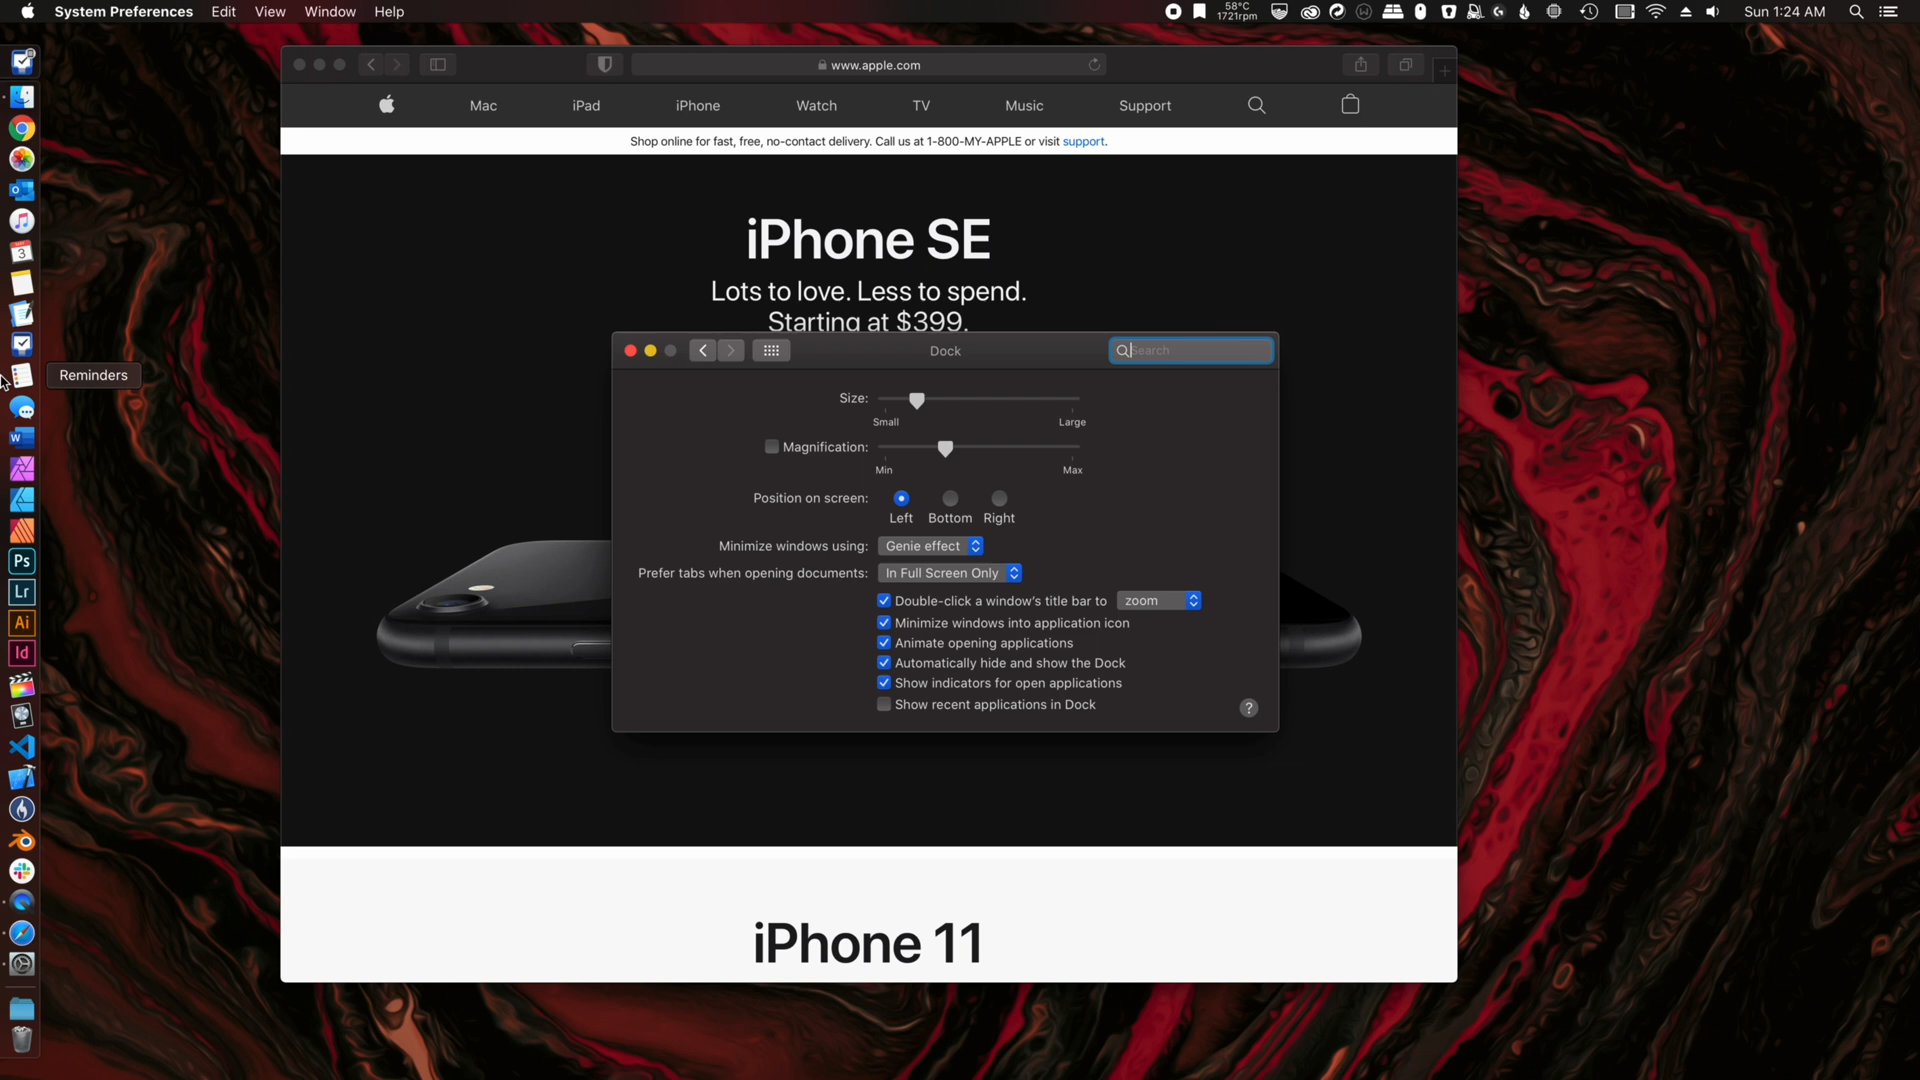 System Preferences Edit View Window Help
58°C
1721rpm
Sun 1:24 AM
www.apple.com
Mac iPad iPhone Watch TV Music Support
Shop online for fast, free, no-contact delivery. Call us at 1-800-MY-APPLE or visit support.
iPhone SE
Lots to love. Less to spend.
Starting at $399.
Dock
Search
Size:
Small Large
Magnification:
Min Max
Position on screen:
Left Bottom Right
Minimize windows using: Genie effect
Prefer tabs when opening documents: In Full Screen Only
Double-click a window's title bar to zoom
Minimize windows into application icon
Animate opening applications
Automatically hide and show the Dock
Show indicators for open applications
Show recent applications in Dock
?
iPhone 11
3
Reminders
W
Ps
Lr
Ai
Id